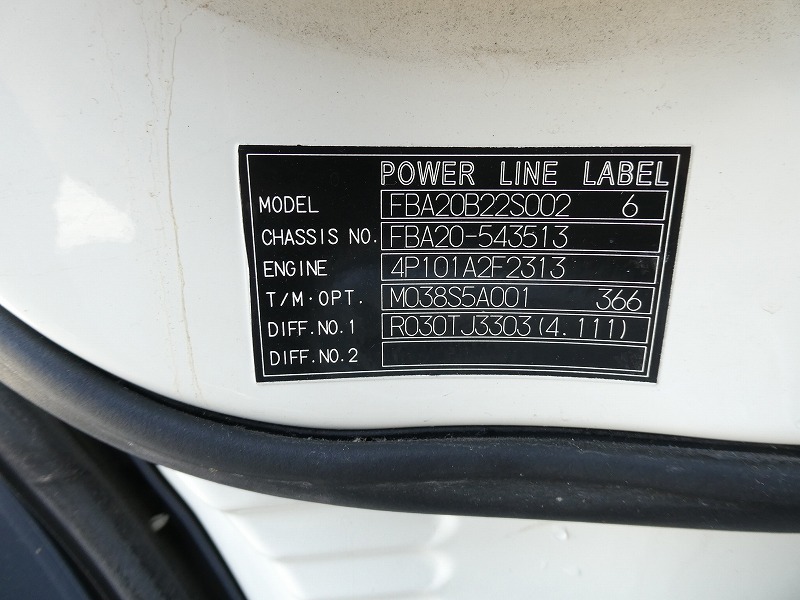 POWER LINE LABEL
MODEL FBA20B22S002 6
CHASSIS NO. FBA20-543513
ENGINE 4P101A2F2313
T/M·OPT. M038S5A001 366
DIFF.NO.1 R030TJ3303(4.111)
DIFF.NO.2